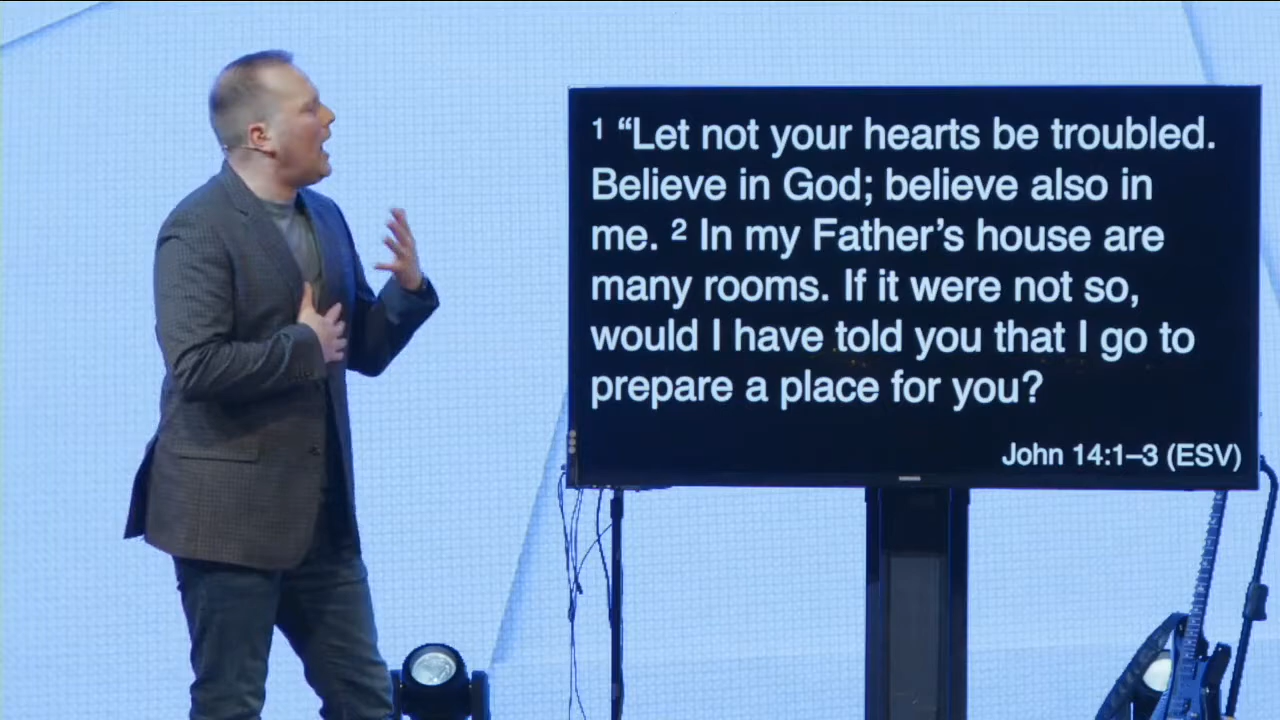 ¹ “Let not your hearts be troubled.
Believe in God; believe also in
me. ² In my Father’s house are
many rooms. If it were not so,
would I have told you that I go to
prepare a place for you?
John 14:1–3 (ESV)